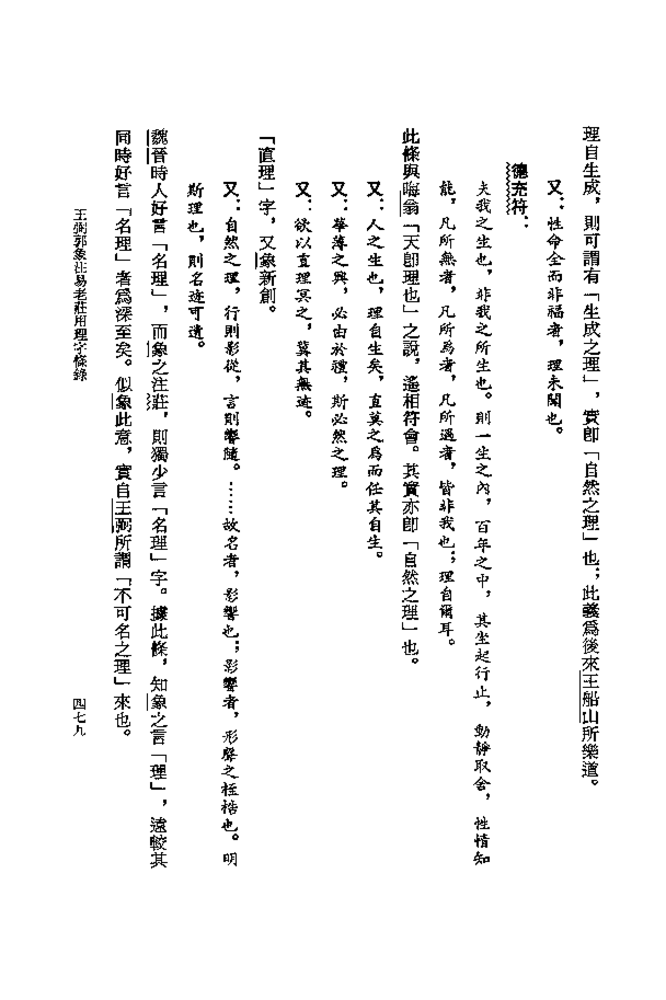 理自生成，則可謂有「生成之理」，實即「自然之理」也；此義爲後來王船山所樂道。
又：性命全而非福者，理未聞也。
德充符：
夫我之生也，非我之所生也。則一生之內，百年之中，其坐起行止，動靜取舍，性情知
能，凡所無者，凡所爲者，凡所遇者，皆非我也；理自爾耳。
此條與晦翁「天即理也」之說，遙相符會。其實亦即「自然之理」也。
又：人之生也，理自生矣，直莫之爲而任其自生。
又：華薄之興，必由於禮，斯必然之理。
又：欲以直理冥之，冀其無迹。
「直理」字，又象新創。
又：自然之理，行則影從，言則嚮隨。……故名者，影響也；影響者，形聲之桎梏也。明
斯理也，則名迹可遺。
魏晉時人好言「名理」，而象之注莊，則獨少言「名理」字。據此條，知象之言「理」，遠較其
同時好言「名理」者爲深至矣。似象此意，實自王弼所謂「不可名之理」來也。
王弼郭象注易老莊用理字條錄
四七九